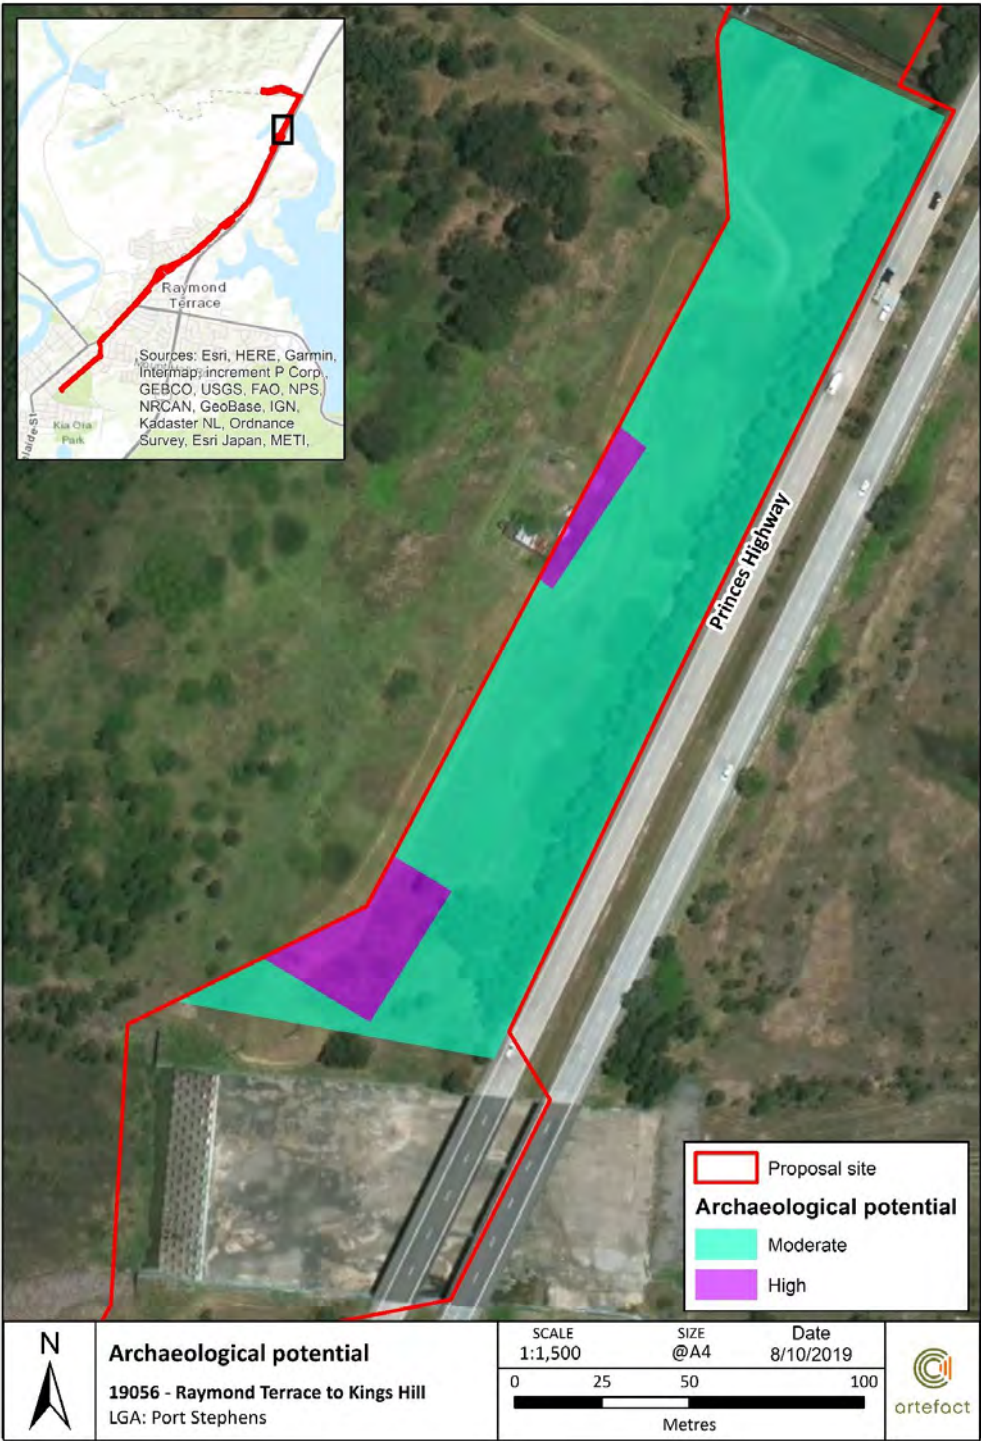 Raymond
Terrace
Sources: Esri, HERE, Garmin,
Intermap, increment P Corp.,
GEBCO, USGS, FAO, NPS,
NRCAN, GeoBase, IGN,
Kadaster NL, Ordnance
Survey, Esri Japan, METI,
Kia Ora
Park
Princes Highway
Proposal site
Archaeological potential
Moderate
High
N
Archaeological potential
19056 - Raymond Terrace to Kings Hill
LGA: Port Stephens
SCALE
1:1,500
SIZE
@A4
Date
8/10/2019
0 25 50 100
Metres
artefact